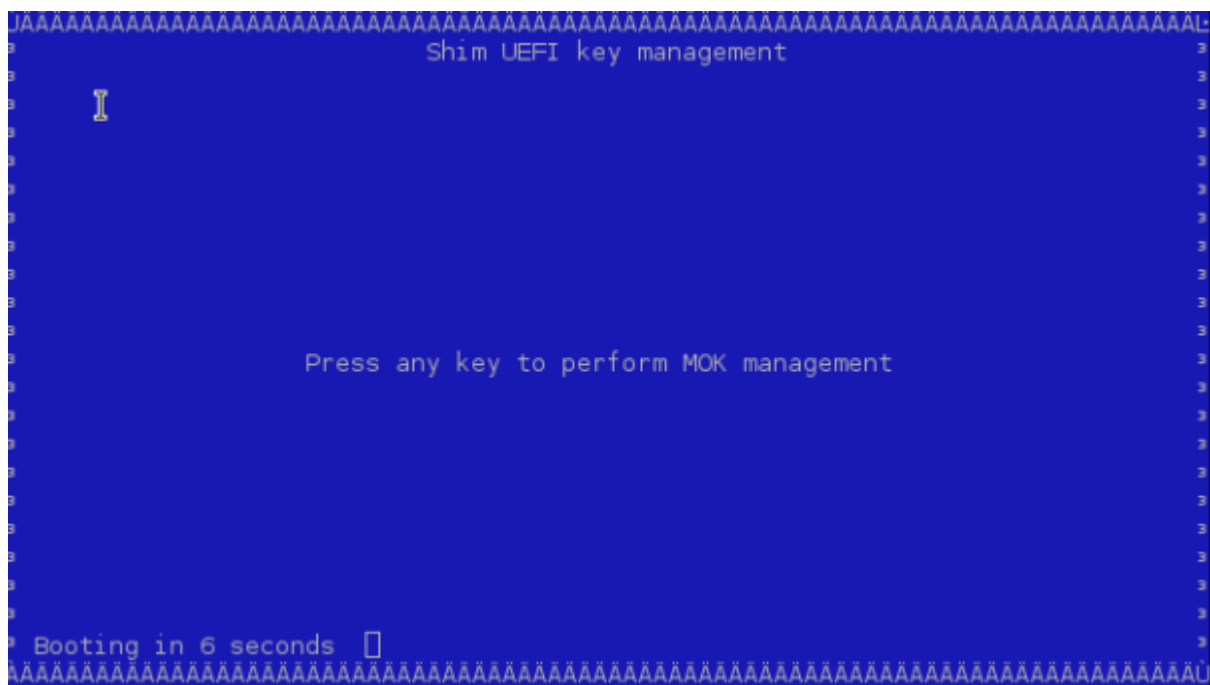 Shim UEFI key management
Press any key to perform MOK management
Booting in 6 seconds